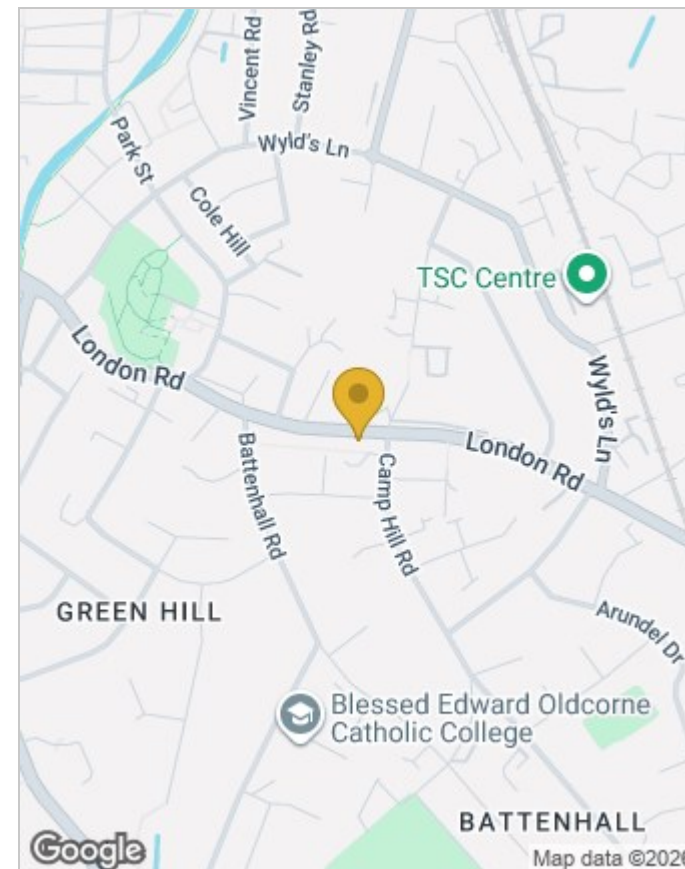 Vincent Rd
Stanley Rd
Park St
Wyld's Ln
Cole Hill
TSC Centre
London Rd
Wyld's Ln
London Rd
Battenhall Rd
Camp Hill Rd
GREEN HILL
Arundel Dr
Blessed Edward Oldcorne
Catholic College
BATTENHALL
Google
Map data ©2026